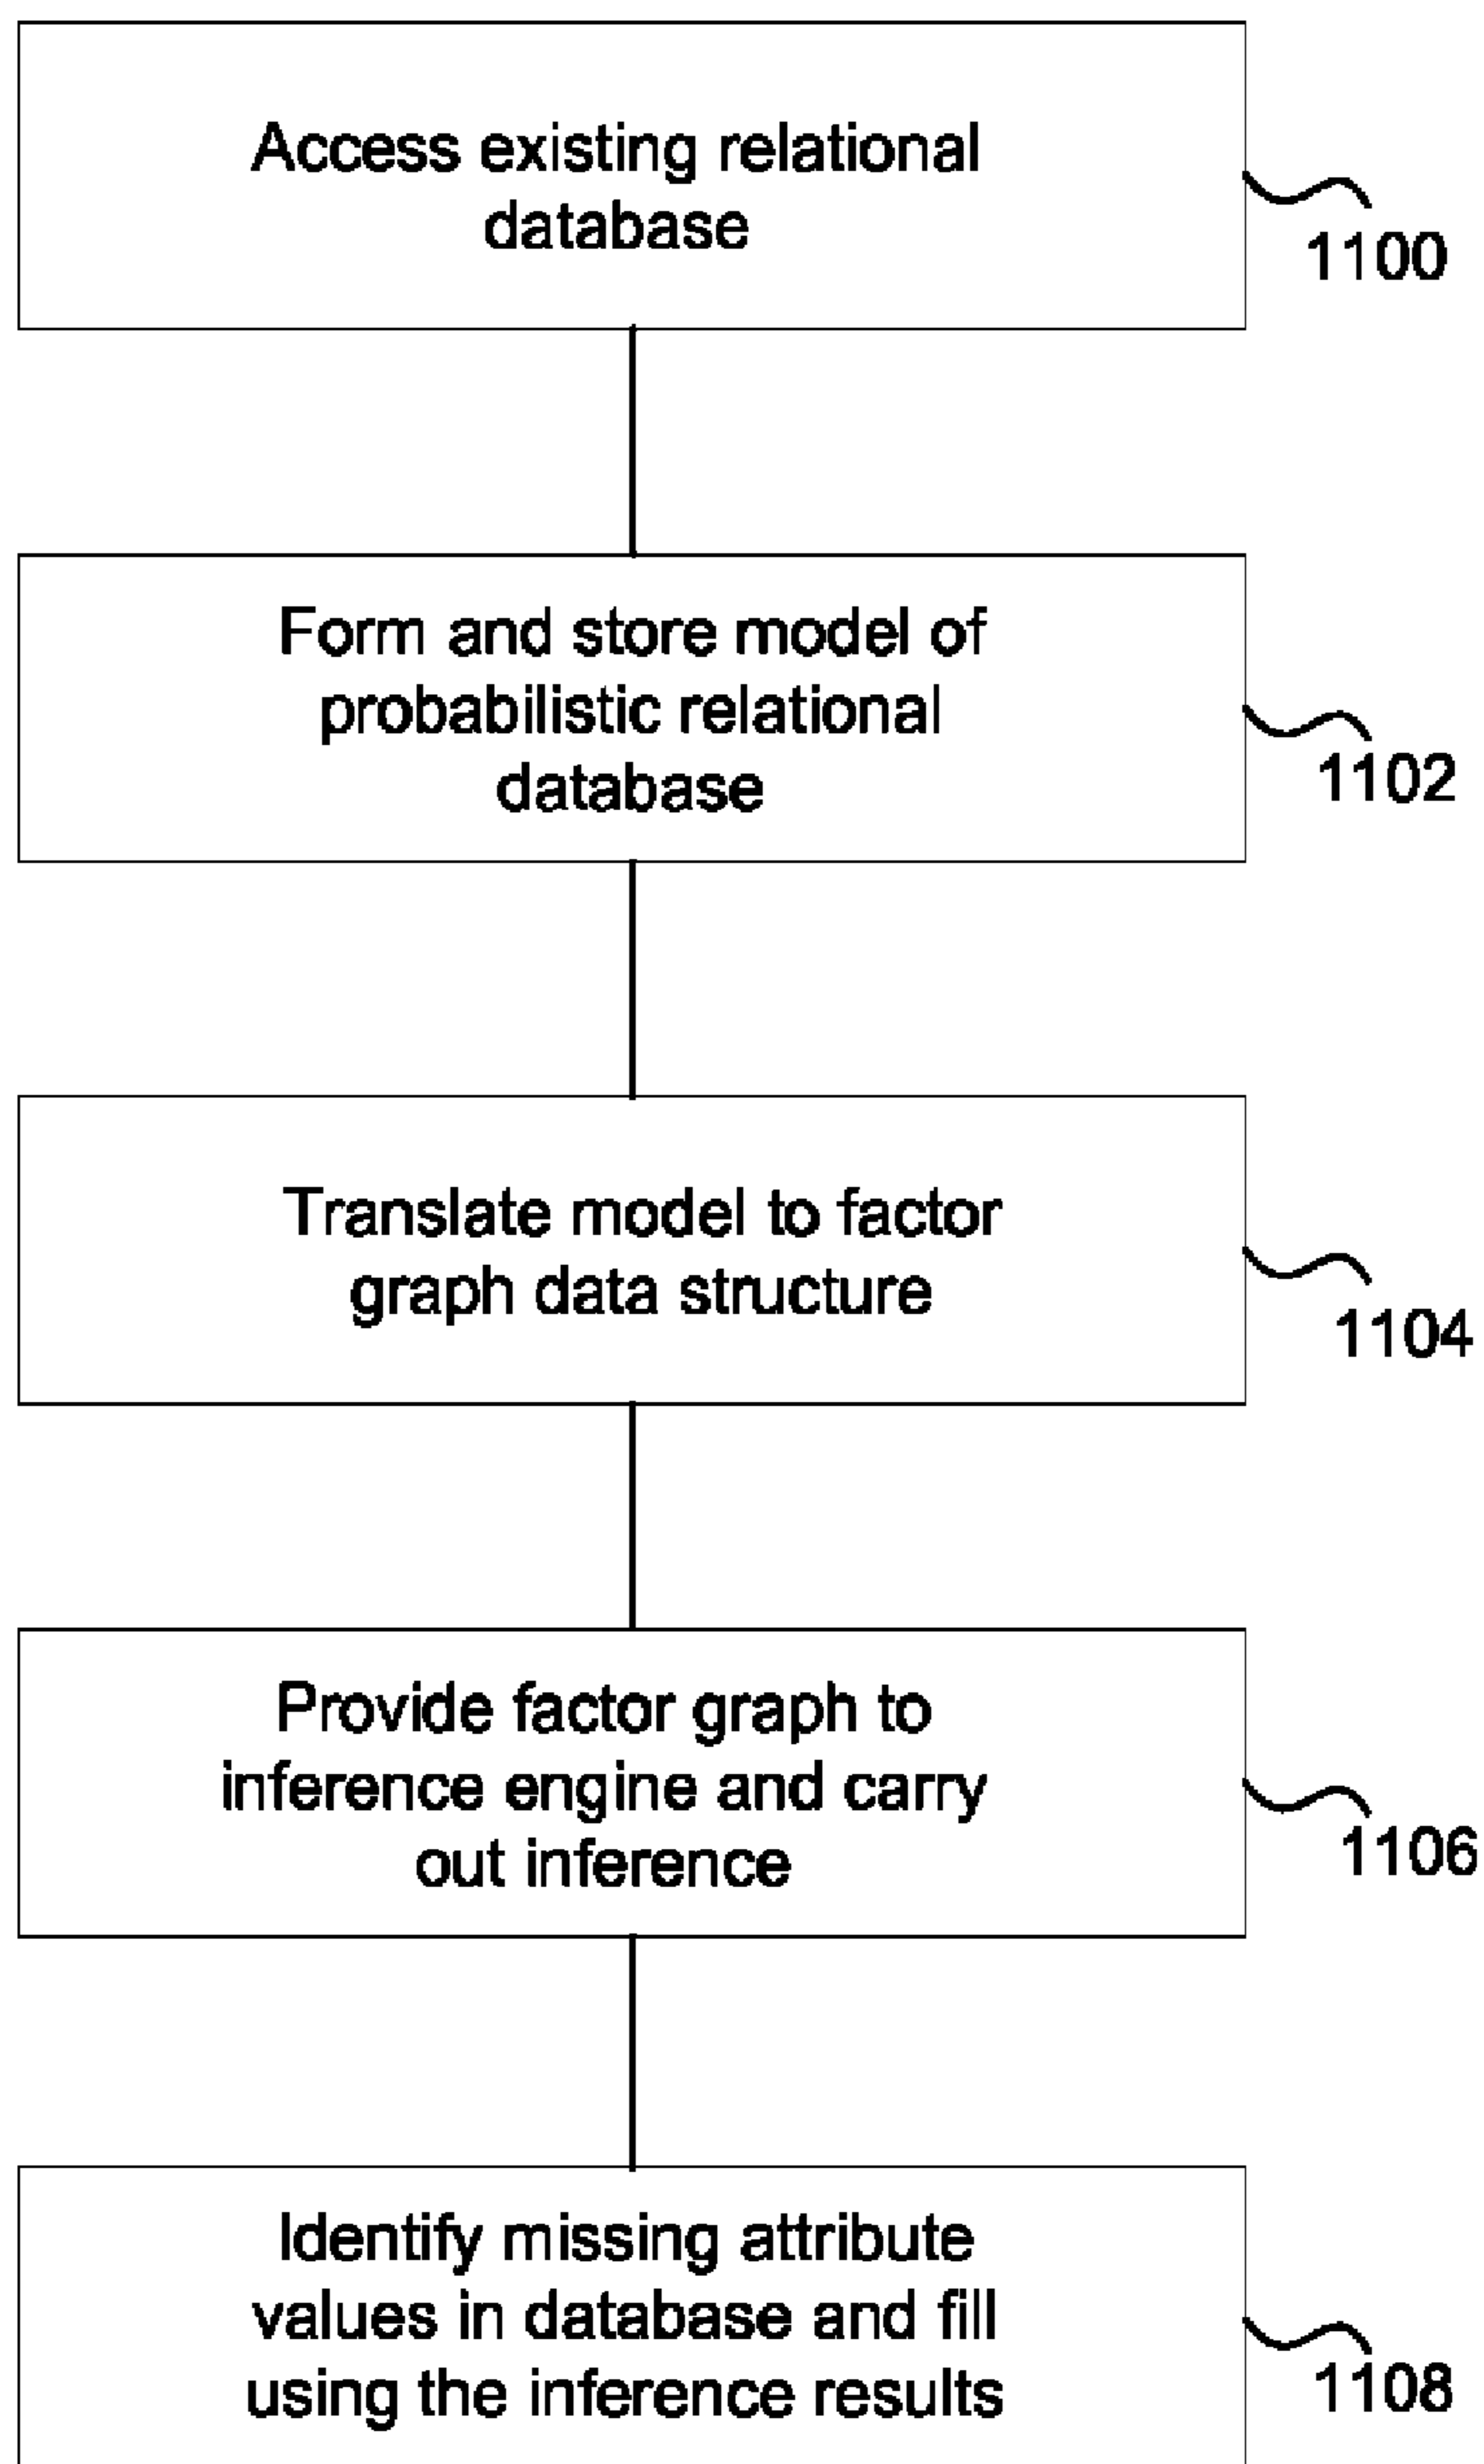 Access existing relational
database
1100
Form and store model of
probabilistic relational
database
1102
Translate model to factor
graph data structure
1104
Provide factor graph to
inference engine and carry
out inference
1106
Identify missing attribute
values in database and fill
using the inference results
1108